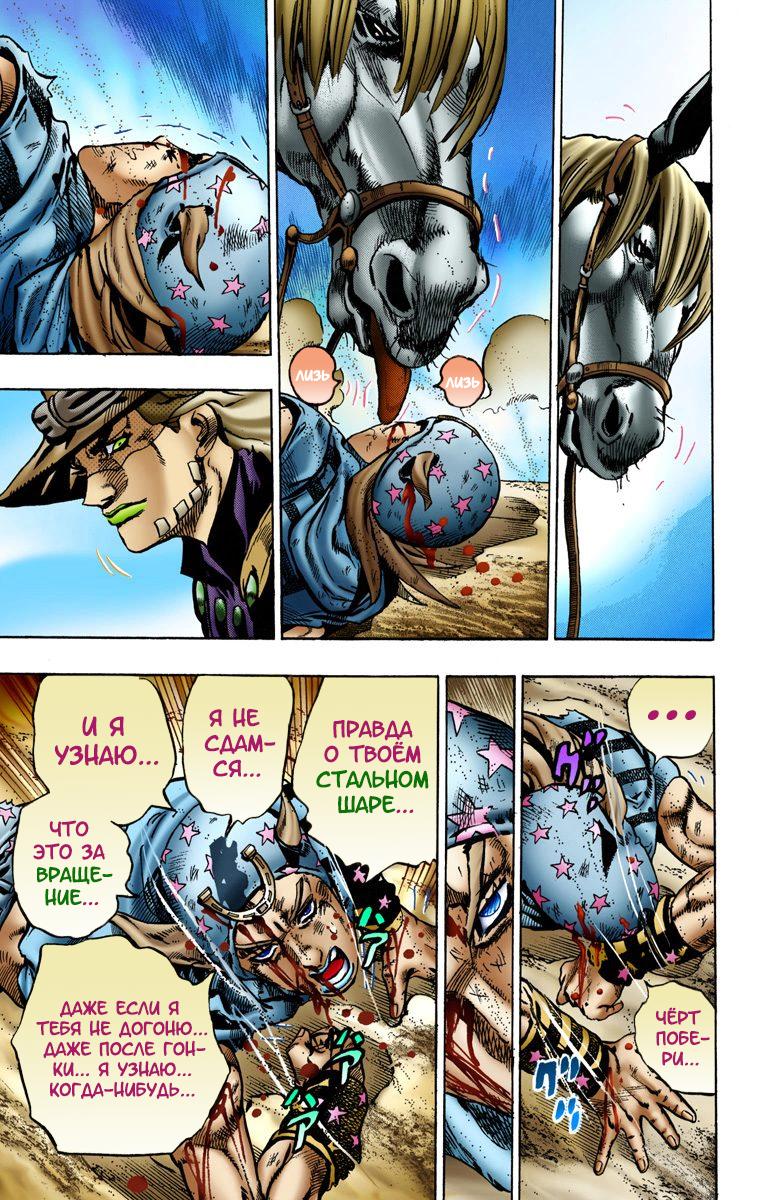 ЛИЗЬ
ЛИЗЬ
...
ЧЁРТ
ПОБЕ-
РИ...
ПРАВДА
О ТВОЁМ
СТАЛЬНОМ
ШАРЕ...
Я НЕ
СДАМ-
СЯ...
И Я
УЗНАЮ...
ЧТО
ЭТО ЗА
ВРАЩЕ-
НИЕ...
ДАЖЕ ЕСЛИ Я
ТЕБЯ НЕ ДОГОНЮ...
ДАЖЕ ПОСЛЕ ГОН-
КИ... Я УЗНАЮ...
КОГДА-НИБУДЬ...